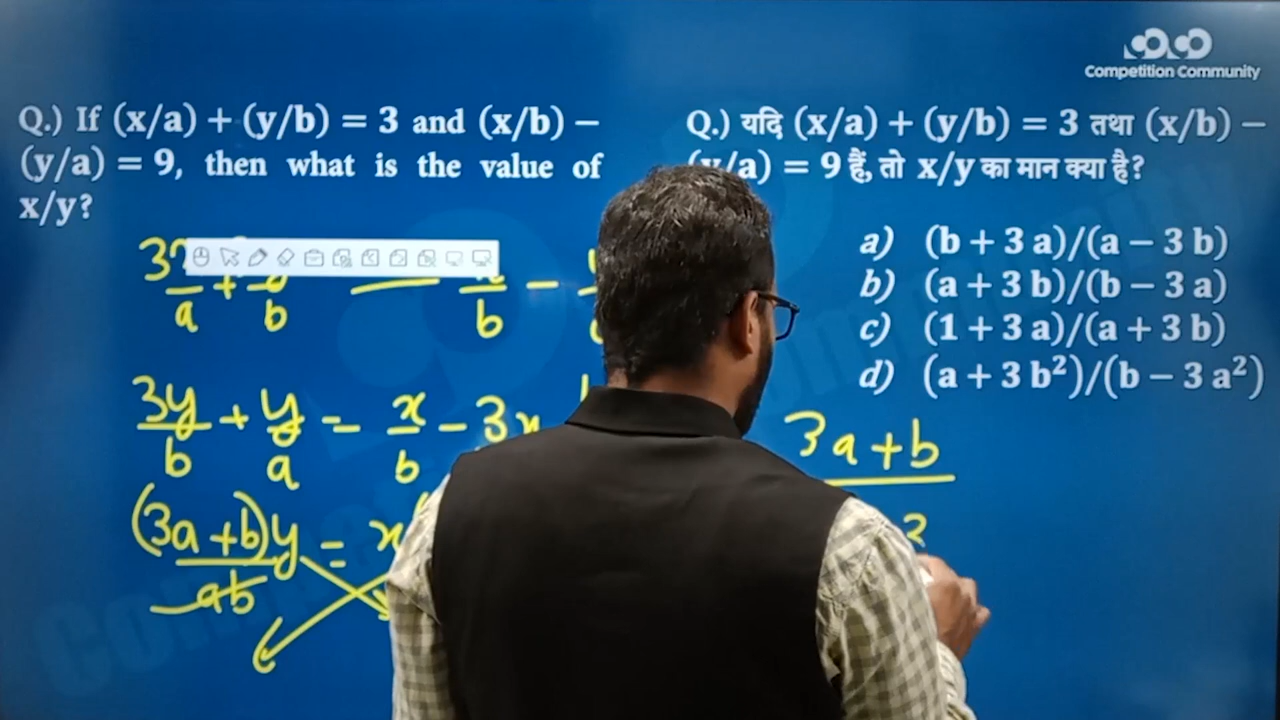 Competition Community
Q.) If (x/a) + (y/b) = 3 and (x/b) −
(y/a) = 9, then what is the value of
x/y?
Q.) यदि (x/a) + (y/b) = 3 तथा (x/b) −
(y/a) = 9 हैं, तो x/y का मान क्या है?
a) (b + 3 a)/(a − 3 b)
b) (a + 3 b)/(b − 3 a)
c) (1 + 3 a)/(a + 3 b)
d) (a + 3 b²)/(b − 3 a²)
a + b b −
3y/b + y/a = x/b − 3x
(3a+b)y/ab = x
3a+b